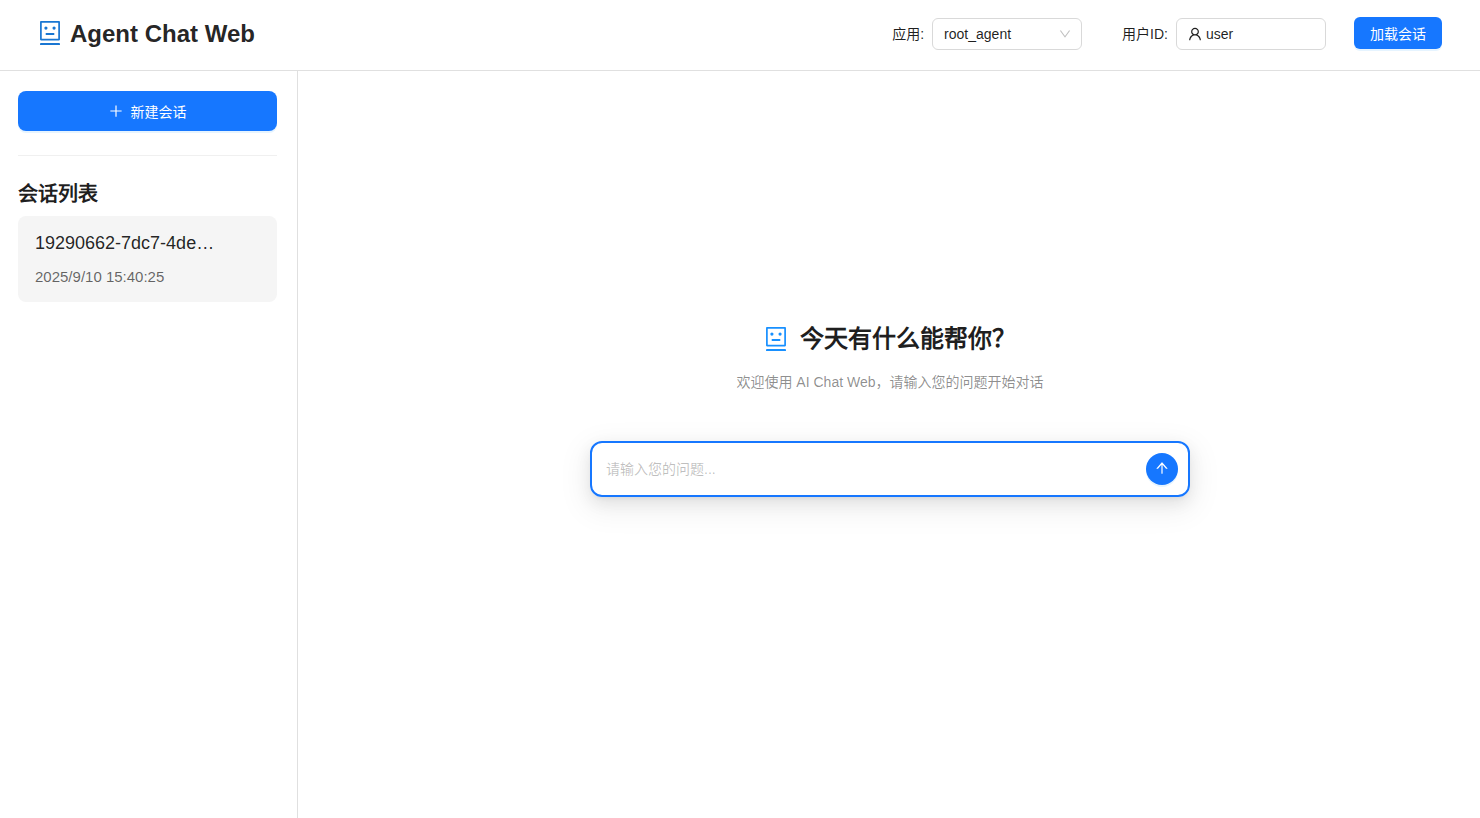 Agent Chat Web
应用:
root_agent
用户ID:
user
加载会话
新建会话
会话列表
19290662-7dc7-4de…
2025/9/10 15:40:25
今天有什么能帮你？
欢迎使用 AI Chat Web，请输入您的问题开始对话
请输入您的问题...